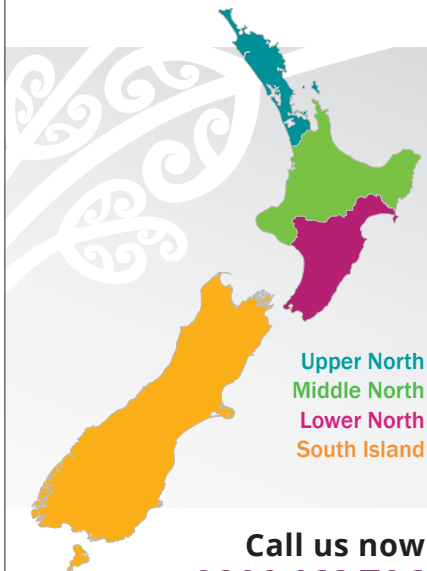 Upper North
Middle North
Lower North
South Island
Call us now